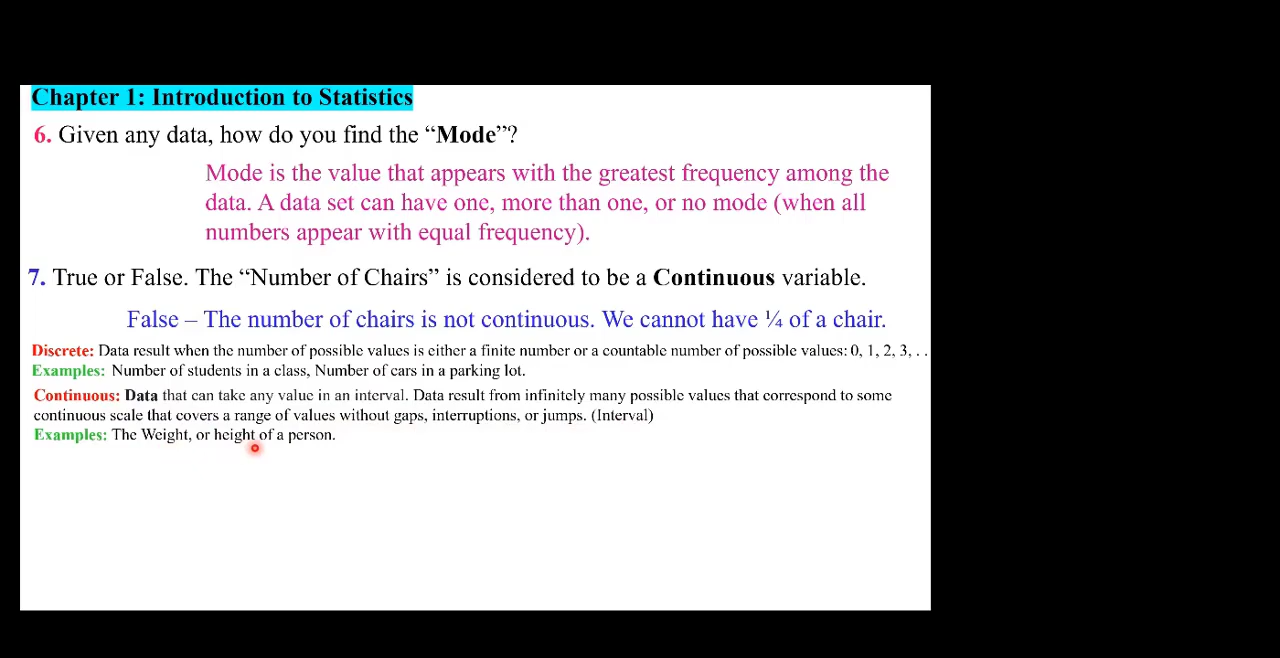 Chapter 1: Introduction to Statistics
6. Given any data, how do you find the “Mode”?
Mode is the value that appears with the greatest frequency among the
data. A data set can have one, more than one, or no mode (when all
numbers appear with equal frequency).
7. True or False. The “Number of Chairs” is considered to be a Continuous variable.
False – The number of chairs is not continuous. We cannot have ¼ of a chair.
Discrete: Data result when the number of possible values is either a finite number or a countable number of possible values: 0, 1, 2, 3, . .
Examples: Number of students in a class, Number of cars in a parking lot.
Continuous: Data that can take any value in an interval. Data result from infinitely many possible values that correspond to some
continuous scale that covers a range of values without gaps, interruptions, or jumps. (Interval)
Examples: The Weight, or height of a person.